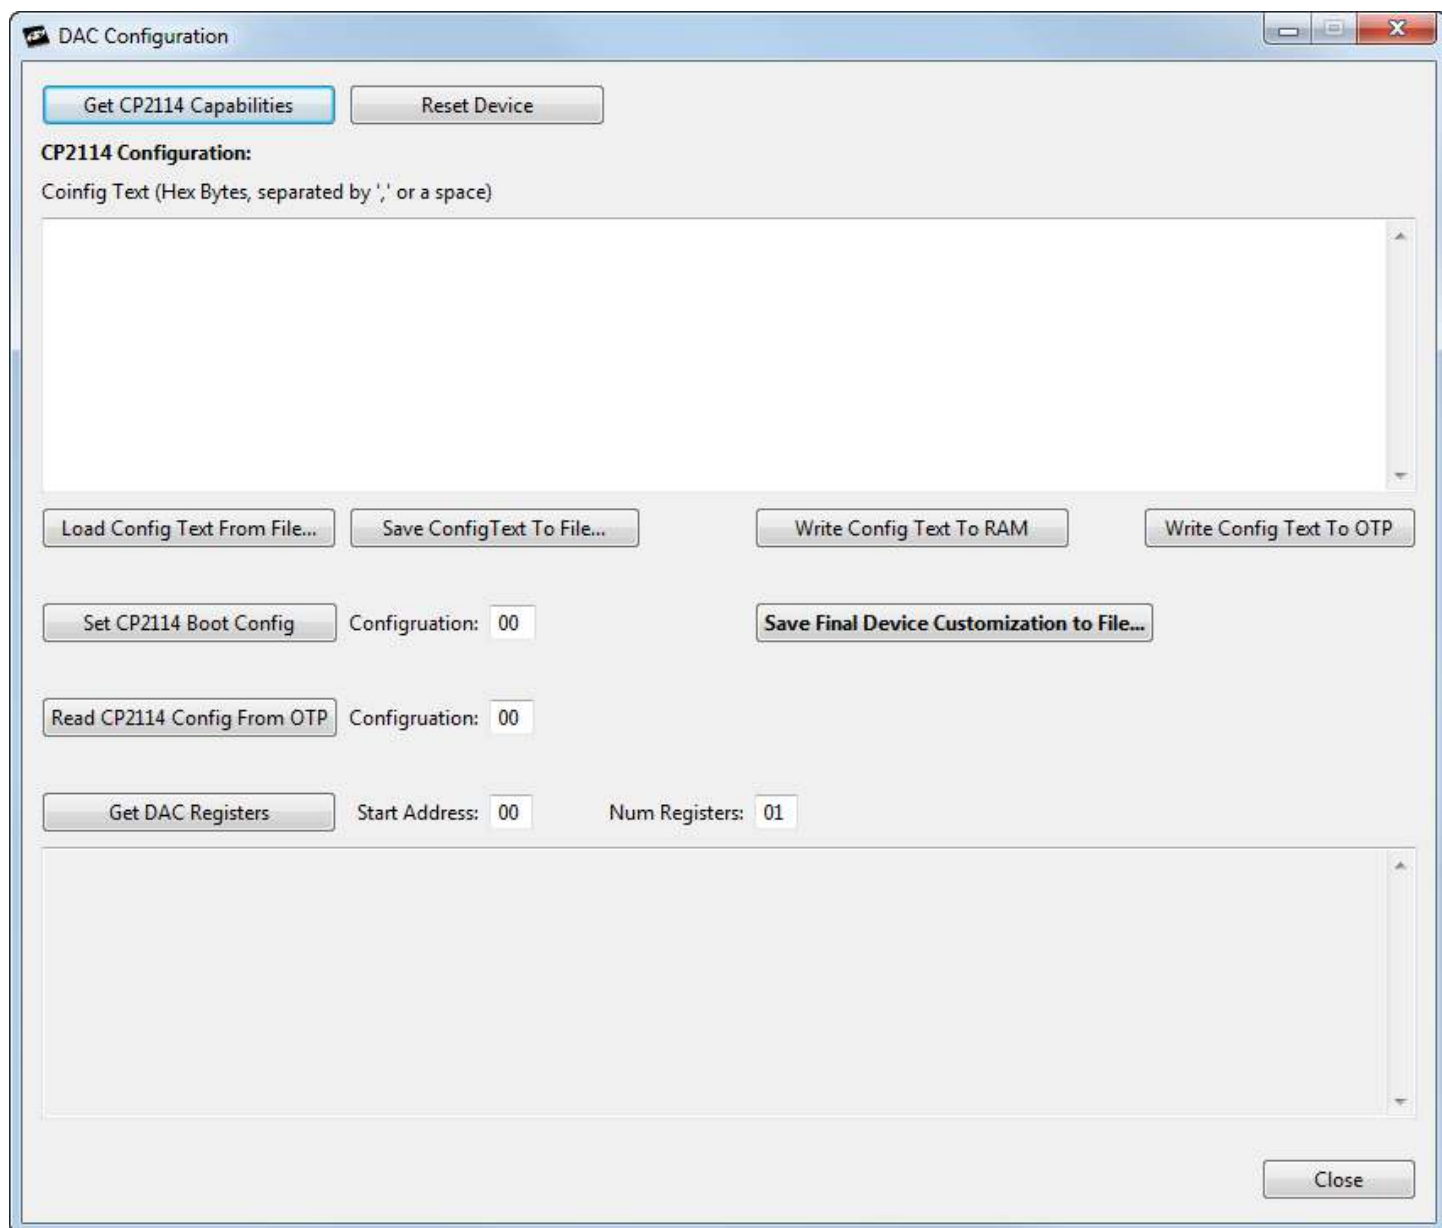 DAC Configuration
Get CP2114 Capabilities Reset Device
CP2114 Configuration:
Coinfig Text (Hex Bytes, separated by ',' or a space)
Load Config Text From File... Save ConfigText To File... Write Config Text To RAM Write Config Text To OTP
Set CP2114 Boot Config Configruation: 00 Save Final Device Customization to File...
Read CP2114 Config From OTP Configruation: 00
Get DAC Registers Start Address: 00 Num Registers: 01
Close